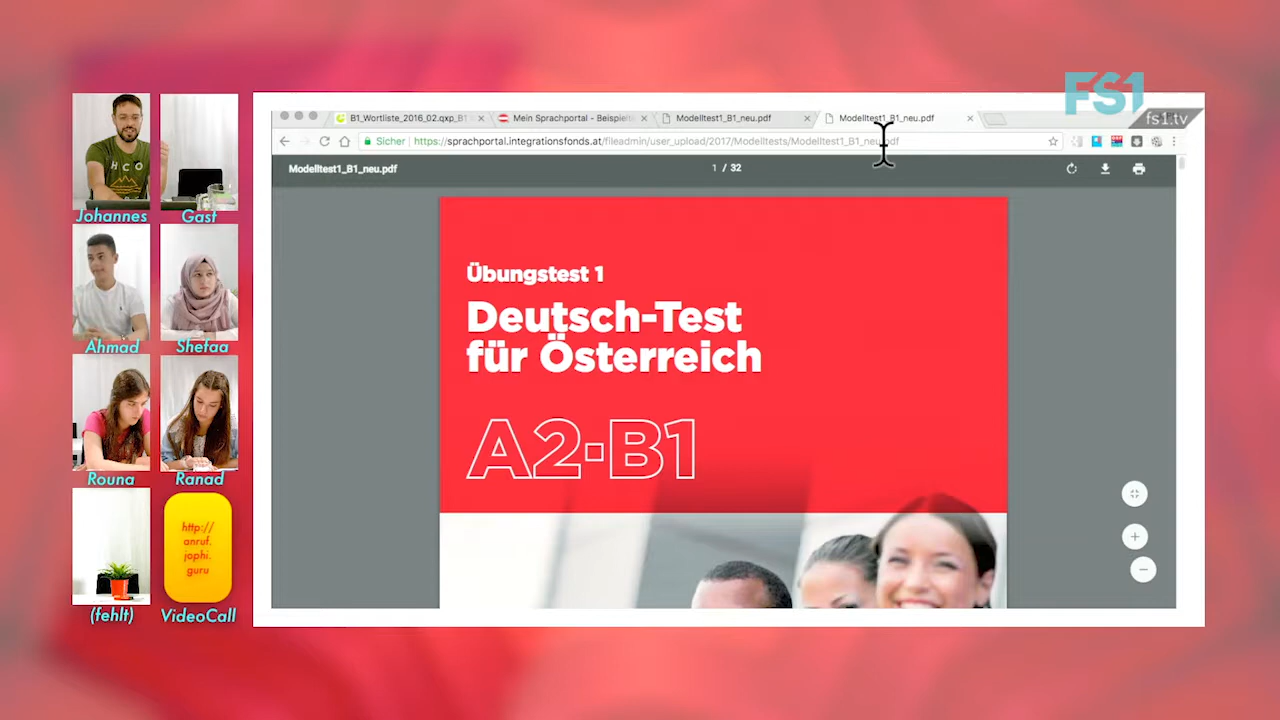 FS1
fs1.tv
B1_Wortliste_2016_02.qxp_B1
Mein Sprachportal - Beispiel
Modelltest1_B1_neu.pdf
Modelltest1_B1_neu.pdf
Sicher
https://sprachportal.integrationsfonds.at/fileadmin/user_upload/2017/Modelltests/Modelltest1_B1_neu.pdf
Modelltest1_B1_neu.pdf
1 / 32
Übungstest 1
Deutsch-Test
für Österreich
A2-B1
HCO
Johannes
Gast
Ahmad
Shefaa
Rouna
Ranad
(fehlt)
http://
anruf.
jophi.
guru
VideoCall